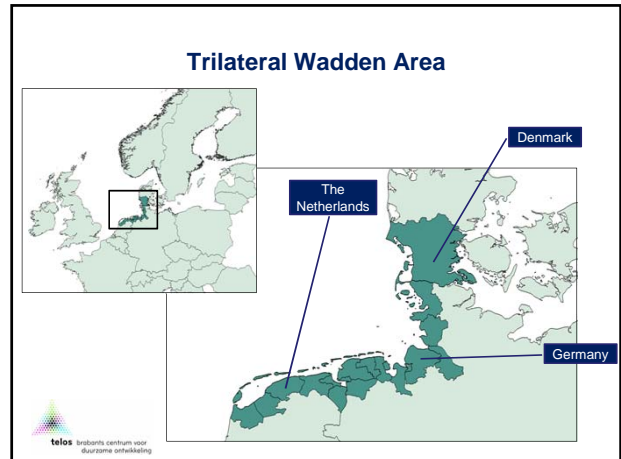 Trilateral Wadden Area
Denmark
The
Netherlands
Germany
telos brabants centrum voor
duurzame ontwikkeling